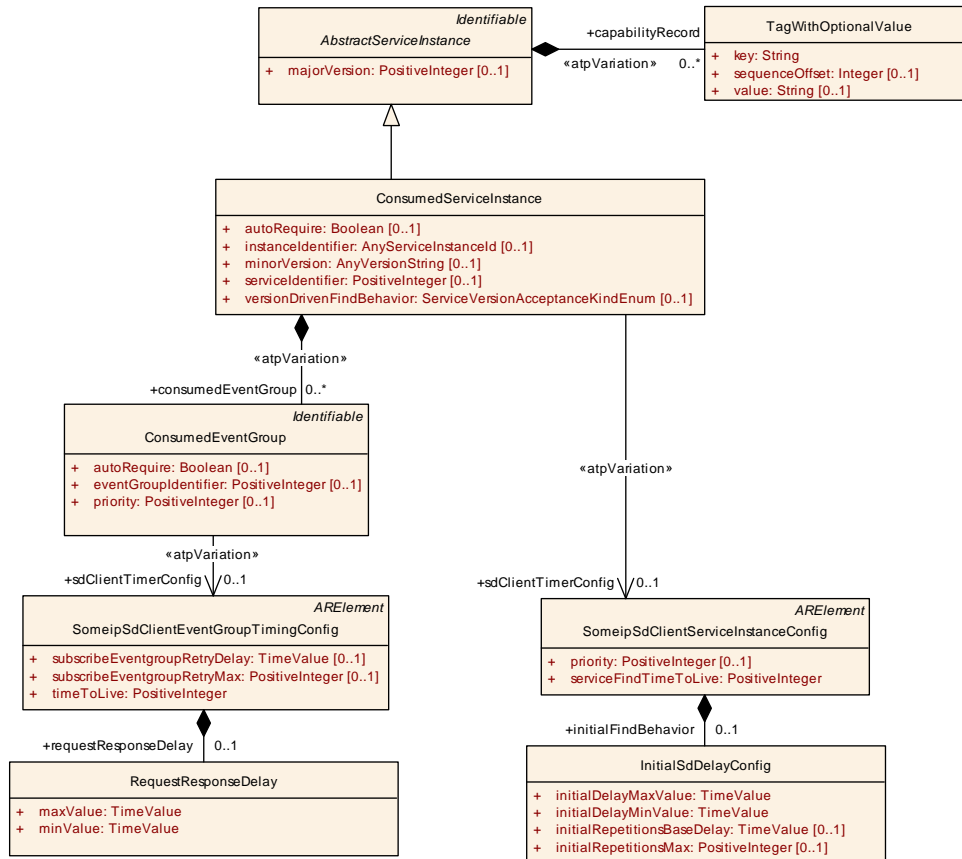 Identifiable
AbstractServiceInstance
+ majorVersion: PositiveInteger [0..1]
+capabilityRecord
«atpVariation» 0..*
TagWithOptionalValue
+ key: String
+ sequenceOffset: Integer [0..1]
+ value: String [0..1]
ConsumedServiceInstance
+ autoRequire: Boolean [0..1]
+ instanceIdentifier: AnyServiceInstanceId [0..1]
+ minorVersion: AnyVersionString [0..1]
+ serviceIdentifier: PositiveInteger [0..1]
+ versionDrivenFindBehavior: ServiceVersionAcceptanceKindEnum [0..1]
«atpVariation»
+consumedEventGroup 0..*
Identifiable
ConsumedEventGroup
+ autoRequire: Boolean [0..1]
+ eventGroupIdentifier: PositiveInteger [0..1]
+ priority: PositiveInteger [0..1]
«atpVariation»
«atpVariation»
+sdClientTimerConfig 0..1
+sdClientTimerConfig 0..1
ARElement
SomeipSdClientEventGroupTimingConfig
+ subscribeEventgroupRetryDelay: TimeValue [0..1]
+ subscribeEventgroupRetryMax: PositiveInteger [0..1]
+ timeToLive: PositiveInteger
ARElement
SomeipSdClientServiceInstanceConfig
+ priority: PositiveInteger [0..1]
+ serviceFindTimeToLive: PositiveInteger
+requestResponseDelay 0..1
+initialFindBehavior 0..1
RequestResponseDelay
+ maxValue: TimeValue
+ minValue: TimeValue
InitialSdDelayConfig
+ initialDelayMaxValue: TimeValue
+ initialDelayMinValue: TimeValue
+ initialRepetitionsBaseDelay: TimeValue [0..1]
+ initialRepetitionsMax: PositiveInteger [0..1]